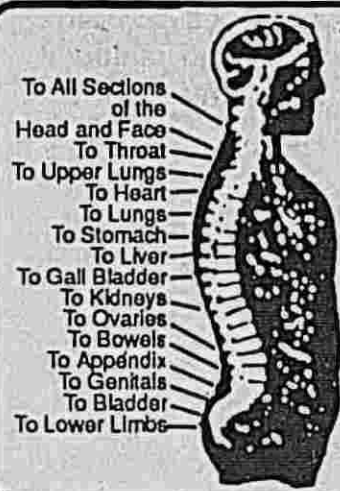 To All Sections
of the
Head and Face
To Throat
To Upper Lungs
To Heart
To Lungs
To Stomach
To Liver
To Gall Bladder
To Kidneys
To Ovaries
To Bowels
To Appendix
To Genitals
To Bladder
To Lower Limbs